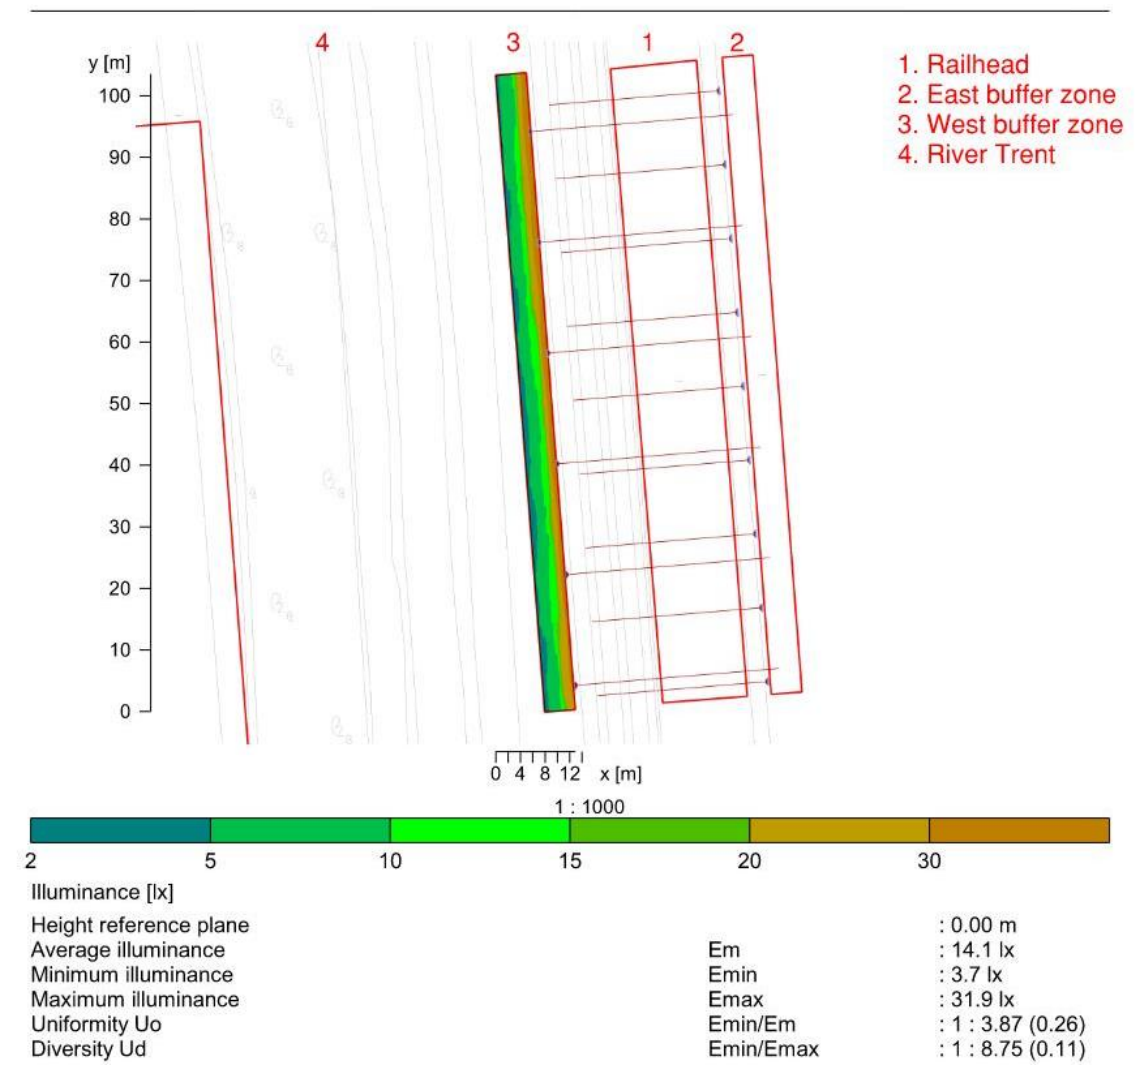 4
3
1
2
1. Railhead
2. East buffer zone
3. West buffer zone
4. River Trent
y [m]
100
90
80
70
60
50
40
30
20
10
0
0 4 8 12 x [m]
1 : 1000
2 5 10 15 20 30
Illuminance [lx]
Height reference plane : 0.00 m
Average illuminance Em : 14.1 lx
Minimum illuminance Emin : 3.7 lx
Maximum illuminance Emax : 31.9 lx
Uniformity Uo Emin/Em : 1 : 3.87 (0.26)
Diversity Ud Emin/Emax : 1 : 8.75 (0.11)